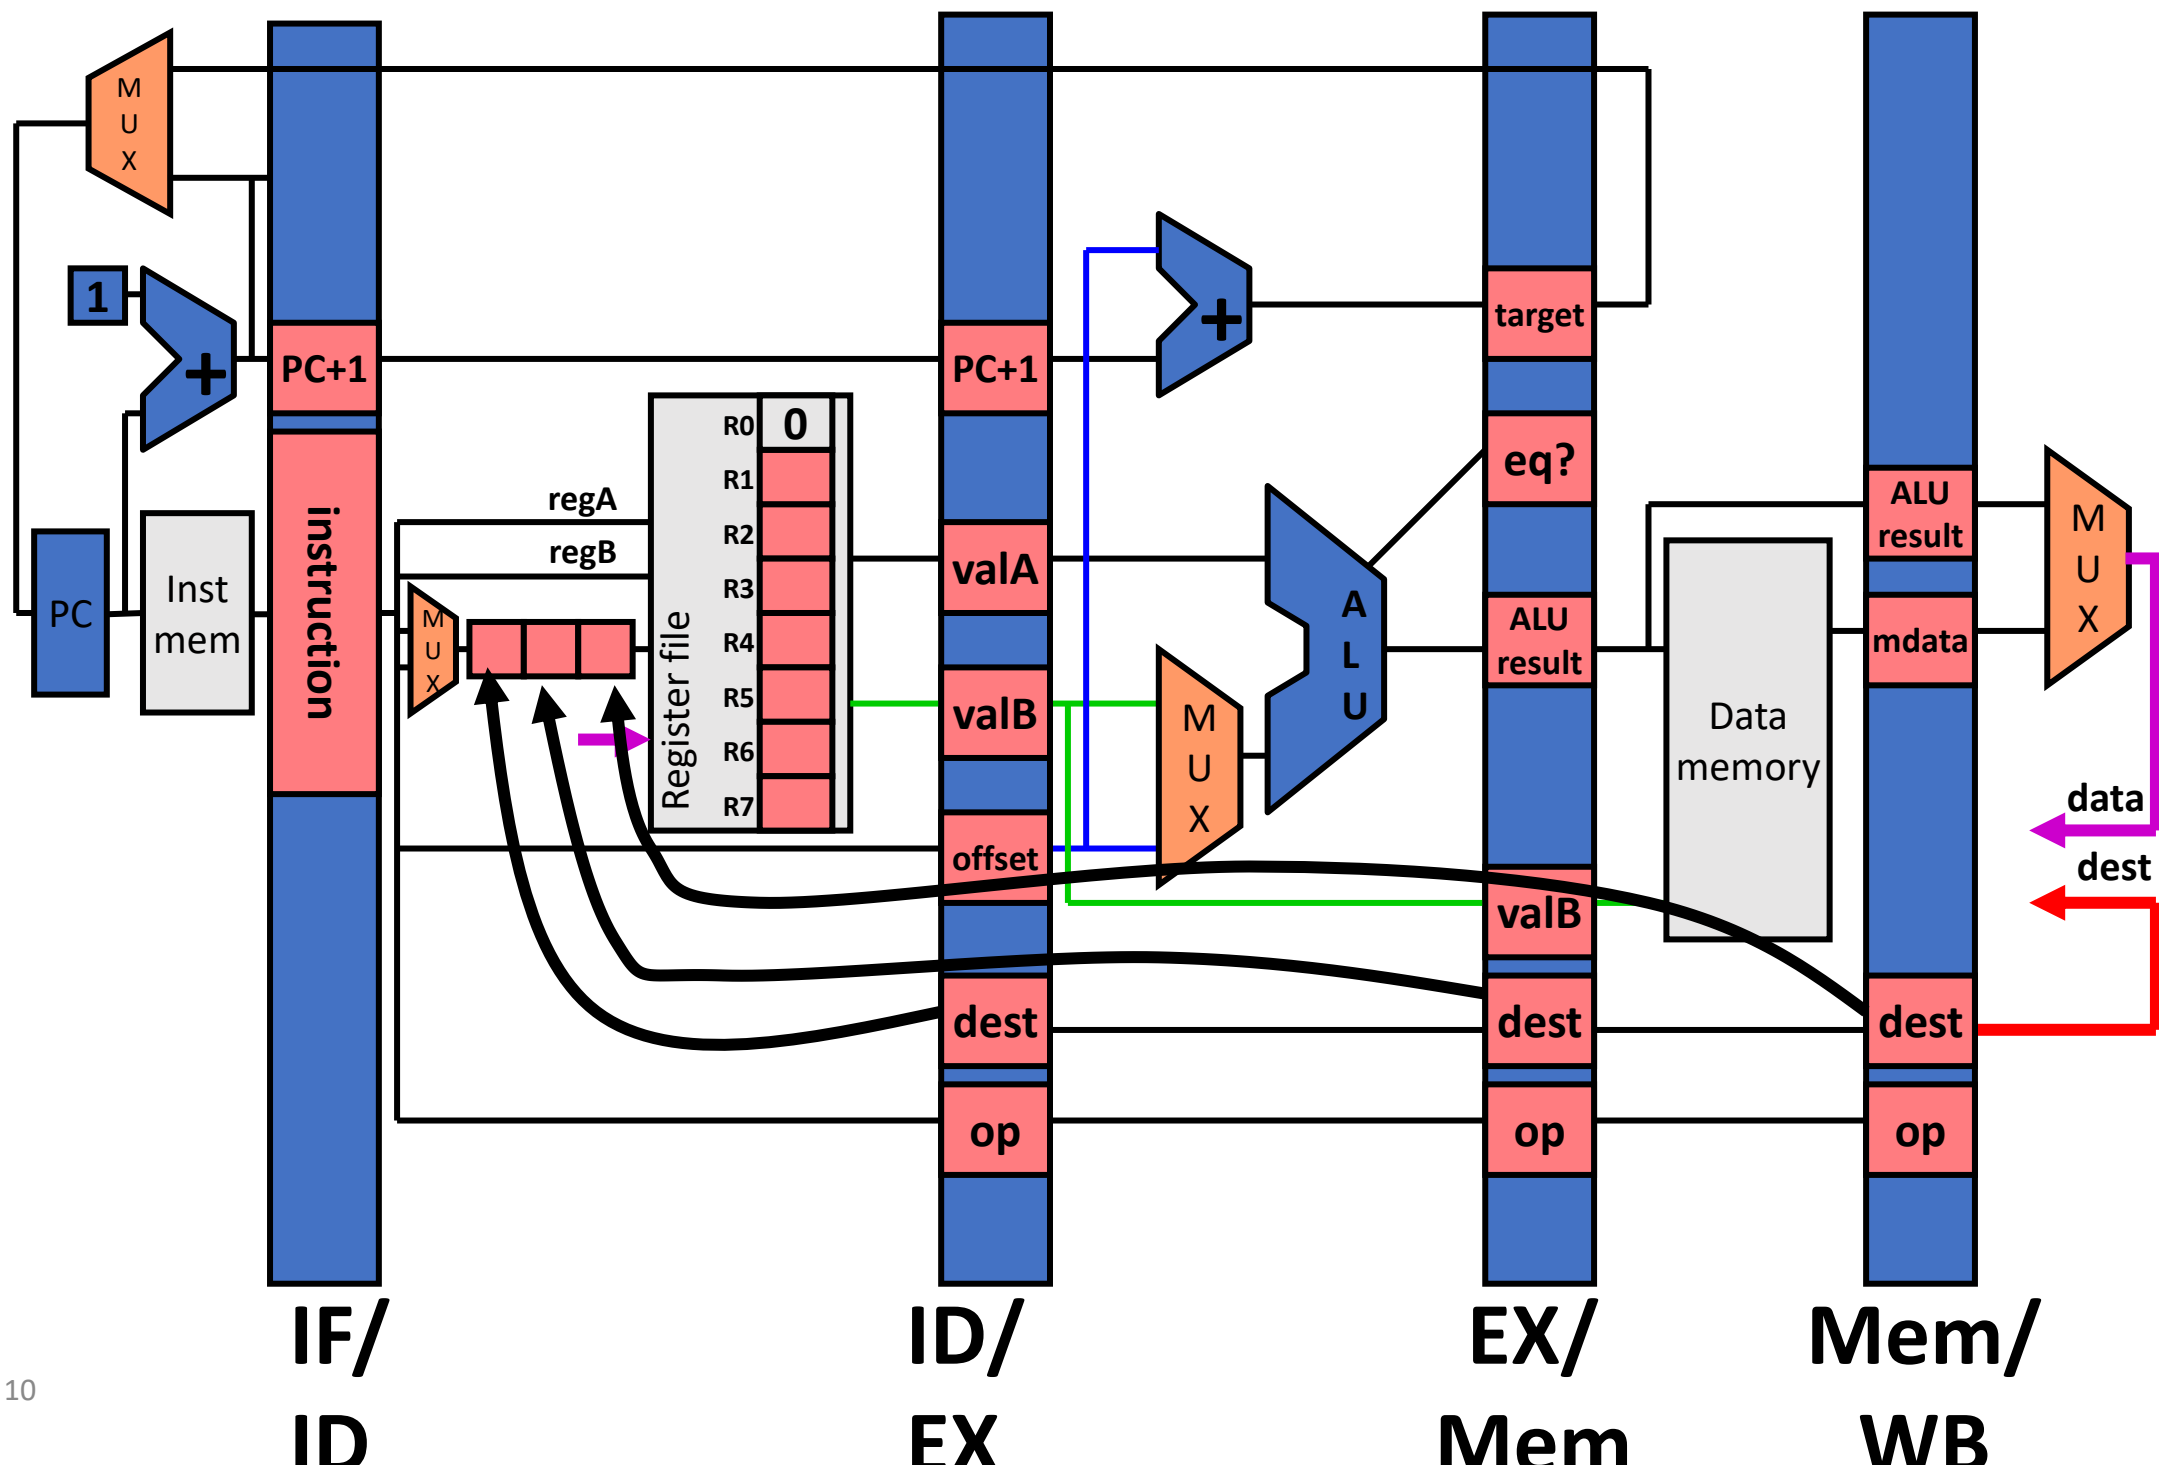 M
U
X
1
+
PC+1
PC
Inst
mem
instruction
regA
regB
M
U
X
Register file
R0
0
R1
R2
R3
R4
R5
R6
R7
PC+1
valA
valB
offset
dest
op
+
M
U
X
A
L
U
target
eq?
ALU
result
valB
dest
op
Data
memory
ALU
result
mdata
dest
op
M
U
X
data
dest
IF/
ID
ID/
EX
EX/
Mem
Mem/
WB
10